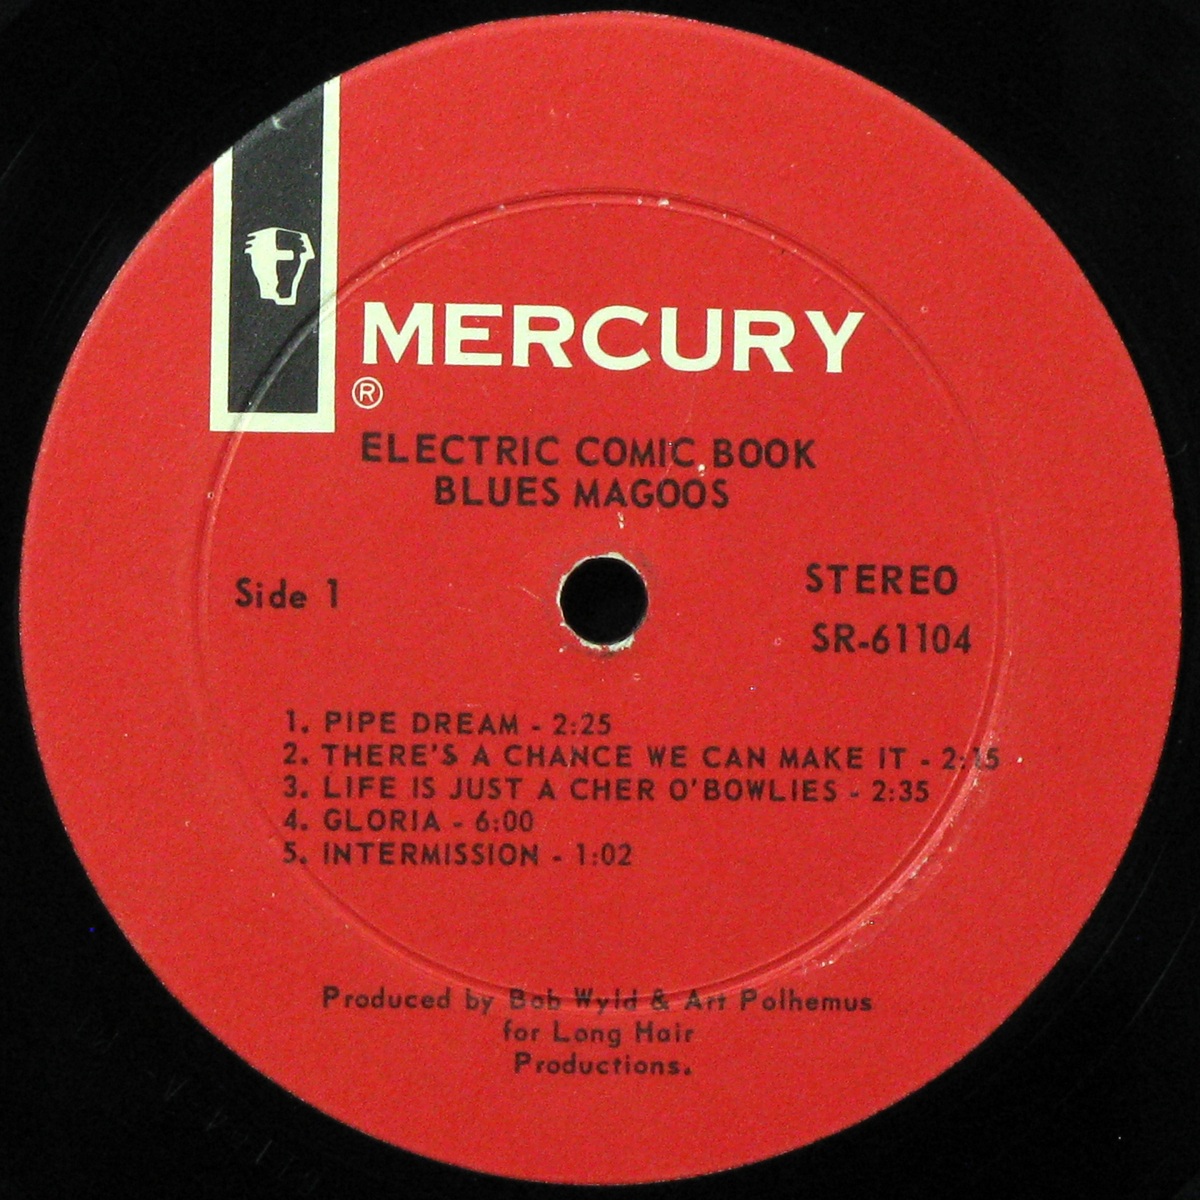 MERCURY
®
ELECTRIC COMIC BOOK
BLUES MAGOOS
Side 1
STEREO
SR-61104
1. PIPE DREAM - 2:25
2. THERE'S A CHANCE WE CAN MAKE IT - 2:15
3. LIFE IS JUST A CHER O'BOWLIES - 2:35
4. GLORIA - 6:00
5. INTERMISSION - 1:02
Produced by Bob Wyld & Art Polhemus
for Long Hair
Productions.